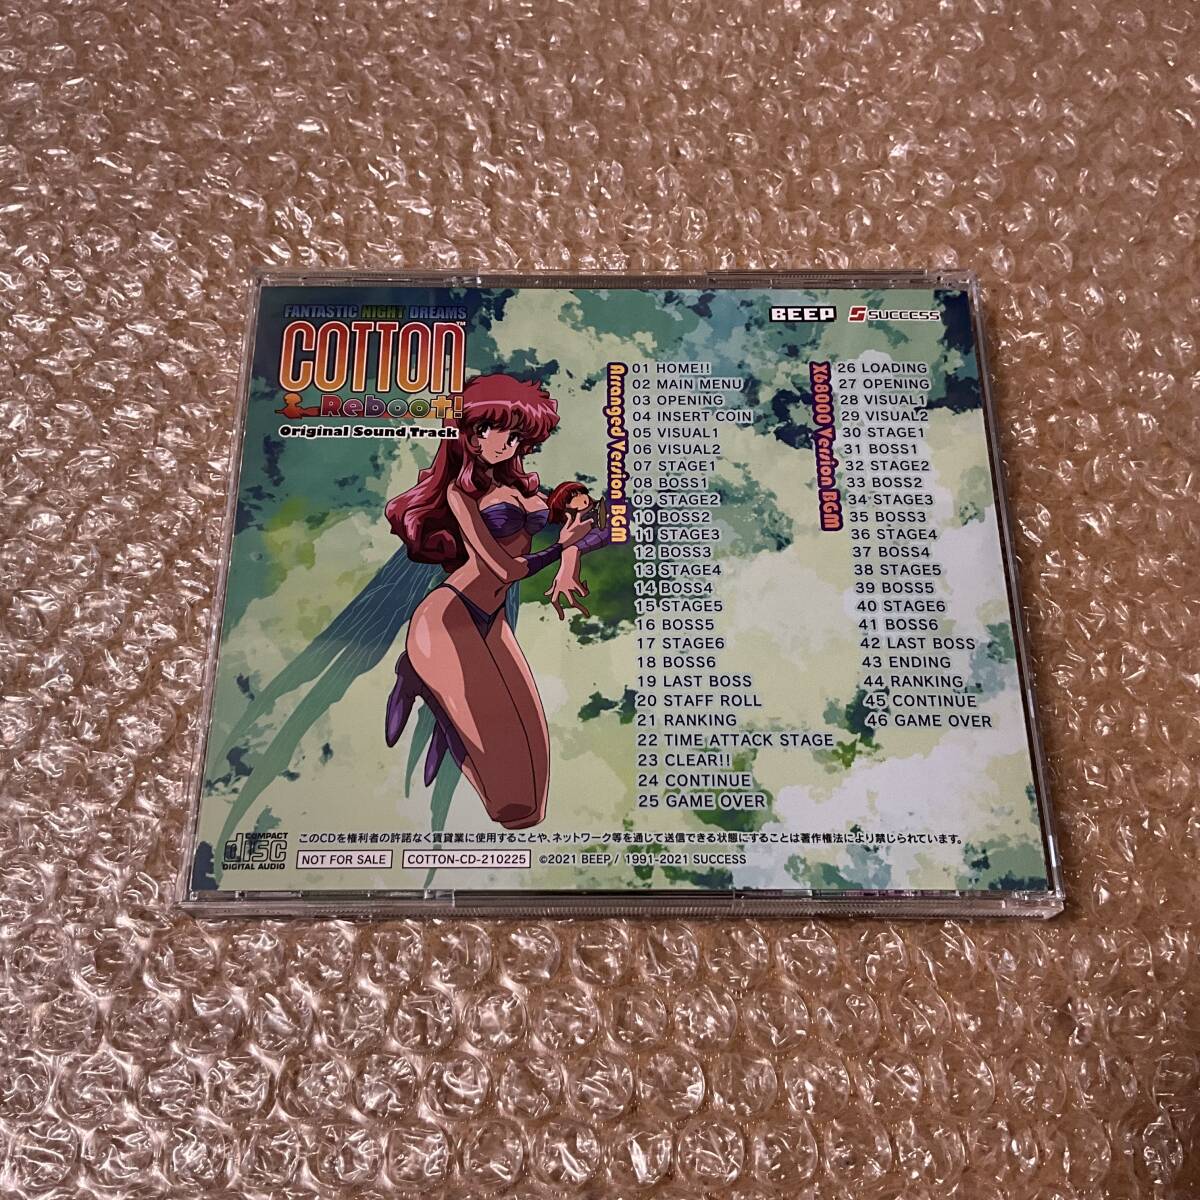 FANTASTIC NIGHT DREAMS
COTTON™
Reboot!
Original Sound Track
BEEP
SUCCESS
Arranged Version BGM
01 HOME!!
02 MAIN MENU
03 OPENING
04 INSERT COIN
05 VISUAL1
06 VISUAL2
07 STAGE1
08 BOSS1
09 STAGE2
10 BOSS2
11 STAGE3
12 BOSS3
13 STAGE4
14 BOSS4
15 STAGE5
16 BOSS5
17 STAGE6
18 BOSS6
19 LAST BOSS
20 STAFF ROLL
21 RANKING
22 TIME ATTACK STAGE
23 CLEAR!!
24 CONTINUE
25 GAME OVER
X68000 Version BGM
26 LOADING
27 OPENING
28 VISUAL1
29 VISUAL2
30 STAGE1
31 BOSS1
32 STAGE2
33 BOSS2
34 STAGE3
35 BOSS3
36 STAGE4
37 BOSS4
38 STAGE5
39 BOSS5
40 STAGE6
41 BOSS6
42 LAST BOSS
43 ENDING
44 RANKING
45 CONTINUE
46 GAME OVER
このCDを権利者の許諾なく賃貸業に使用することや、ネットワーク等を通じて送信できる状態にすることは著作権法により禁じられています。
COMPACT
disc
DIGITAL AUDIO
NOT FOR SALE
COTTON-CD-210225
©2021 BEEP / 1991-2021 SUCCESS